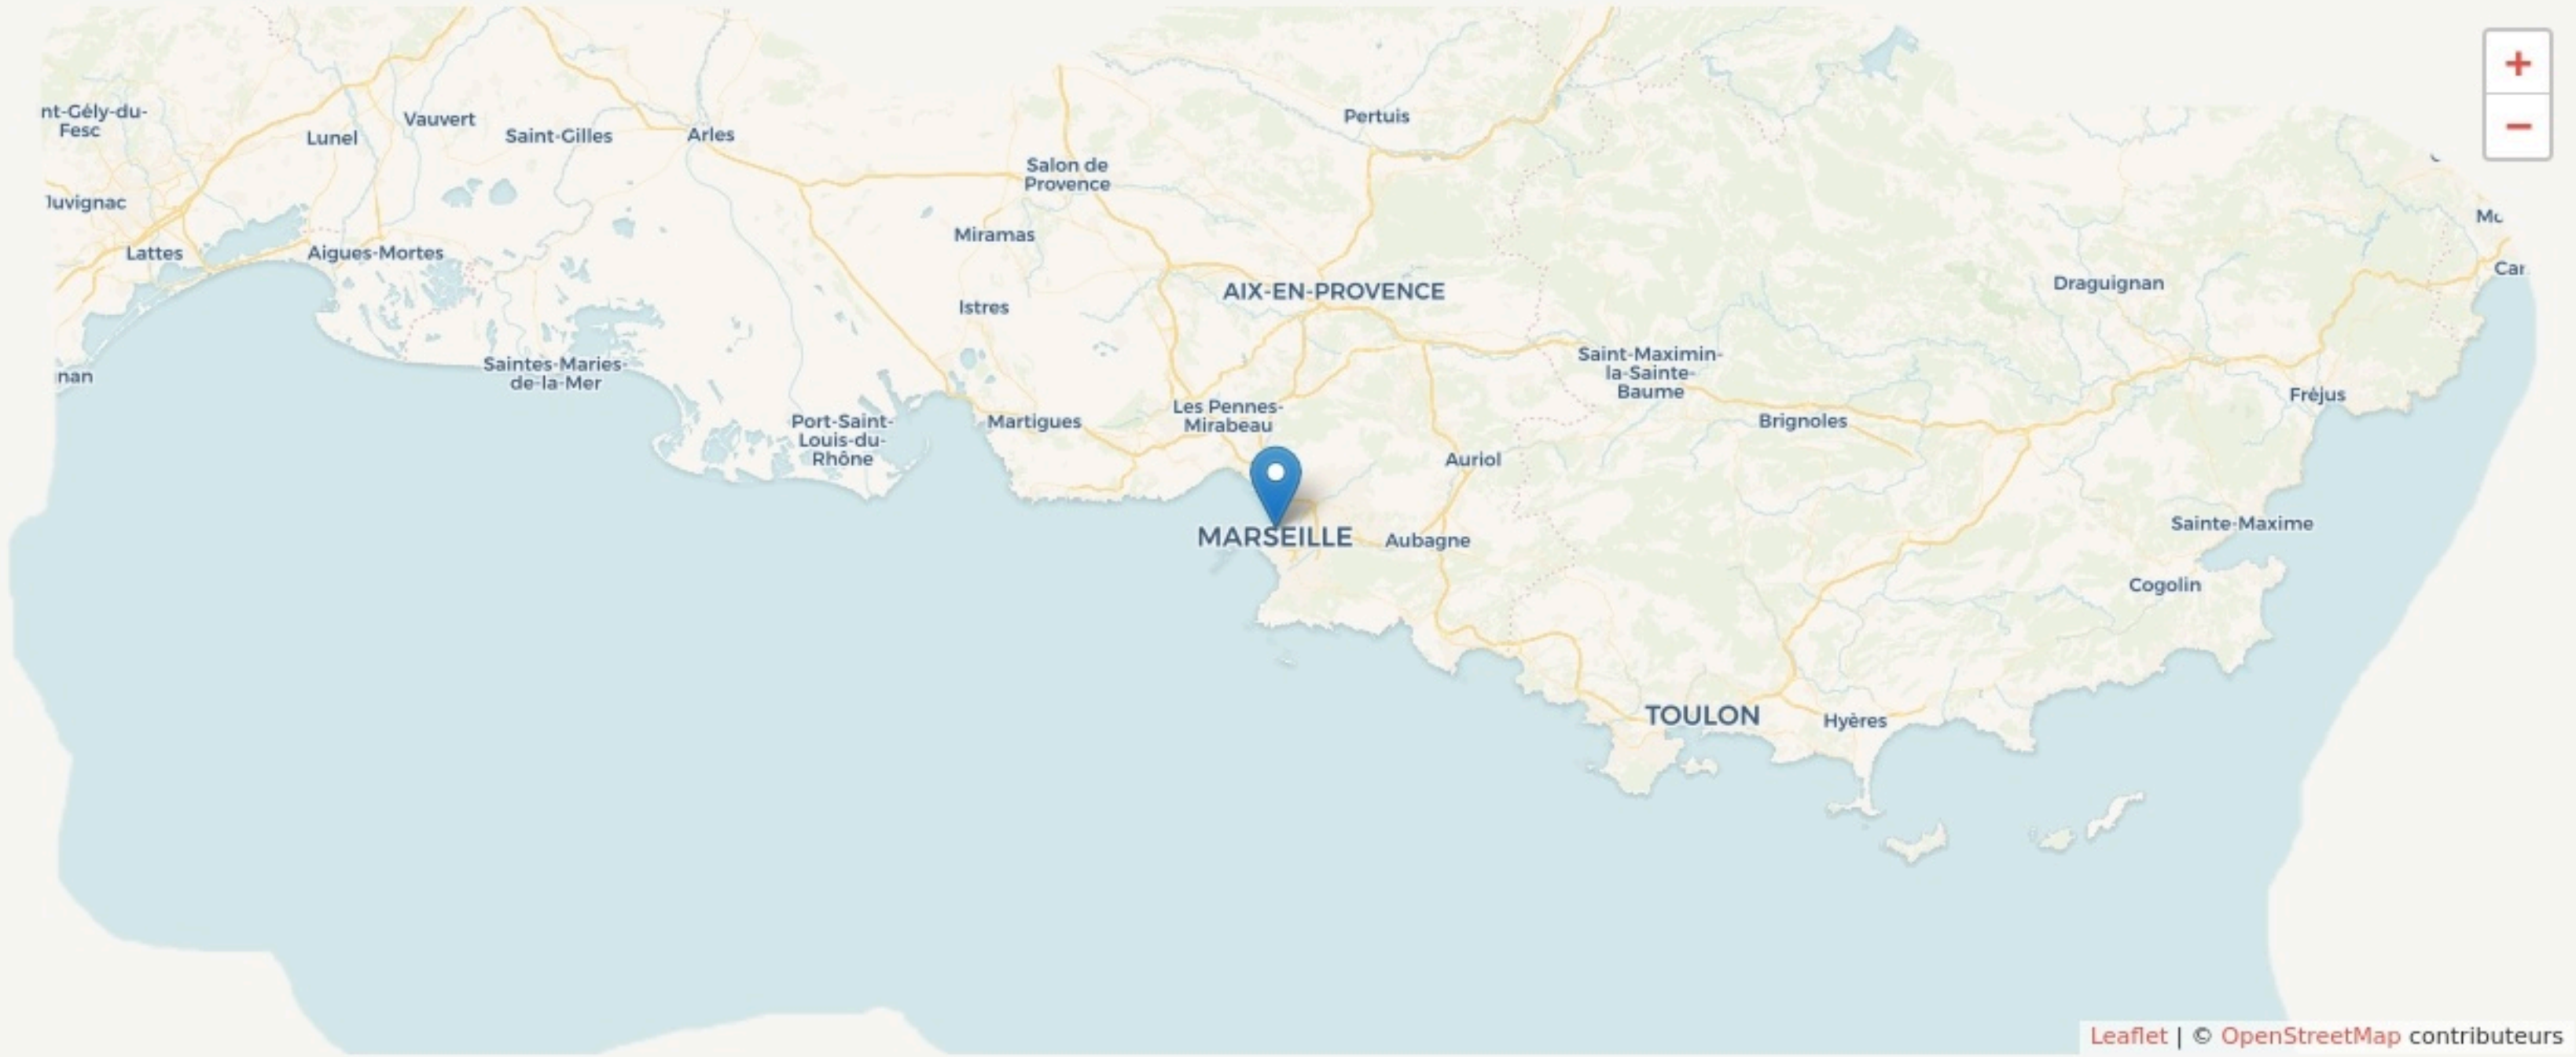 nt-Gély-du-
Fesc
Lunel
Vauvert
Saint-Gilles
Arles
Pertuis
+
−
Salon de
Provence
Juvignac
Miramas
Mc
Lattes
Aigues-Mortes
Istres
AIX-EN-PROVENCE
Draguignan
Car
nan
Saintes-Maries-
de-la-Mer
Saint-Maximin-
la-Sainte-
Baume
Port-Saint-
Louis-du-
Rhône
Martigues
Les Pennes-
Mirabeau
Brignoles
Fréjus
Auriol
MARSEILLE
Aubagne
Sainte-Maxime
Cogolin
TOULON
Hyères
Leaflet | © OpenStreetMap contributeurs